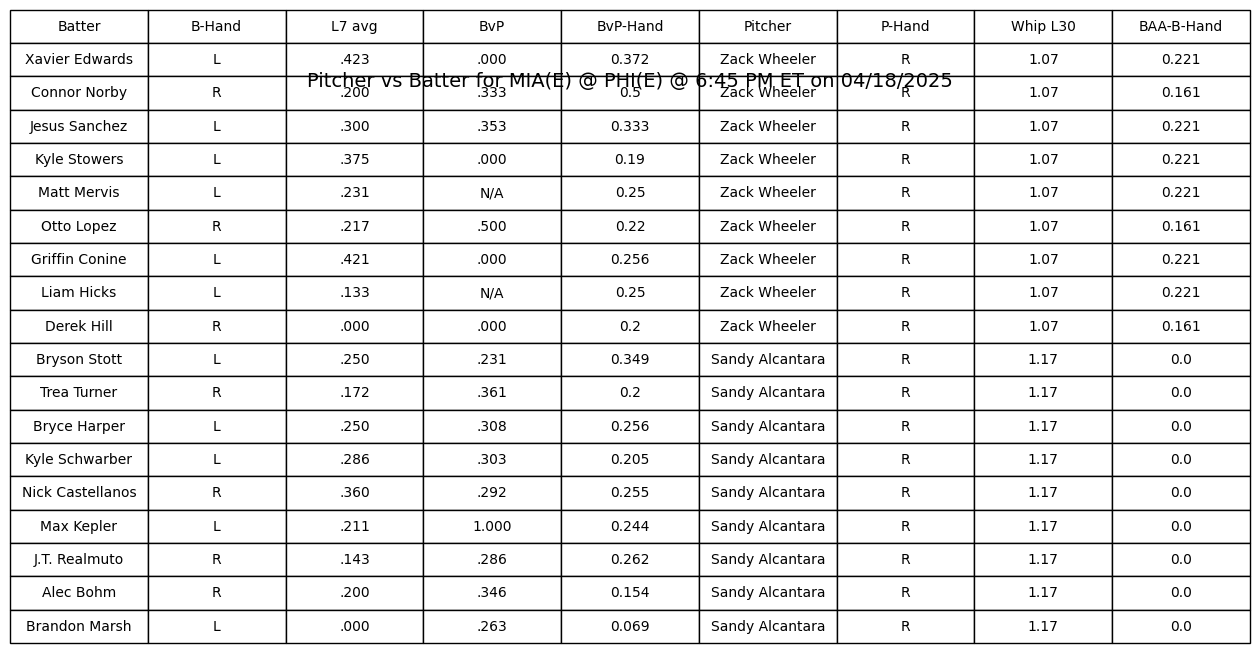 Batter B-Hand L7 avg BvP BvP-Hand Pitcher P-Hand Whip L30 BAA-B-Hand
Xavier Edwards L .423 .000 0.372 Zack Wheeler R 1.07 0.221
Pitcher vs Batter for MIA(E) @ PHI(E) @ 6:45 PM ET on 04/18/2025
Connor Norby R .200 .333 0.5 Zack Wheeler R 1.07 0.161
Jesus Sanchez L .300 .353 0.333 Zack Wheeler R 1.07 0.221
Kyle Stowers L .375 .000 0.19 Zack Wheeler R 1.07 0.221
Matt Mervis L .231 N/A 0.25 Zack Wheeler R 1.07 0.221
Otto Lopez R .217 .500 0.22 Zack Wheeler R 1.07 0.161
Griffin Conine L .421 .000 0.256 Zack Wheeler R 1.07 0.221
Liam Hicks L .133 N/A 0.25 Zack Wheeler R 1.07 0.221
Derek Hill R .000 .000 0.2 Zack Wheeler R 1.07 0.161
Bryson Stott L .250 .231 0.349 Sandy Alcantara R 1.17 0.0
Trea Turner R .172 .361 0.2 Sandy Alcantara R 1.17 0.0
Bryce Harper L .250 .308 0.256 Sandy Alcantara R 1.17 0.0
Kyle Schwarber L .286 .303 0.205 Sandy Alcantara R 1.17 0.0
Nick Castellanos R .360 .292 0.255 Sandy Alcantara R 1.17 0.0
Max Kepler L .211 1.000 0.244 Sandy Alcantara R 1.17 0.0
J.T. Realmuto R .143 .286 0.262 Sandy Alcantara R 1.17 0.0
Alec Bohm R .200 .346 0.154 Sandy Alcantara R 1.17 0.0
Brandon Marsh L .000 .263 0.069 Sandy Alcantara R 1.17 0.0